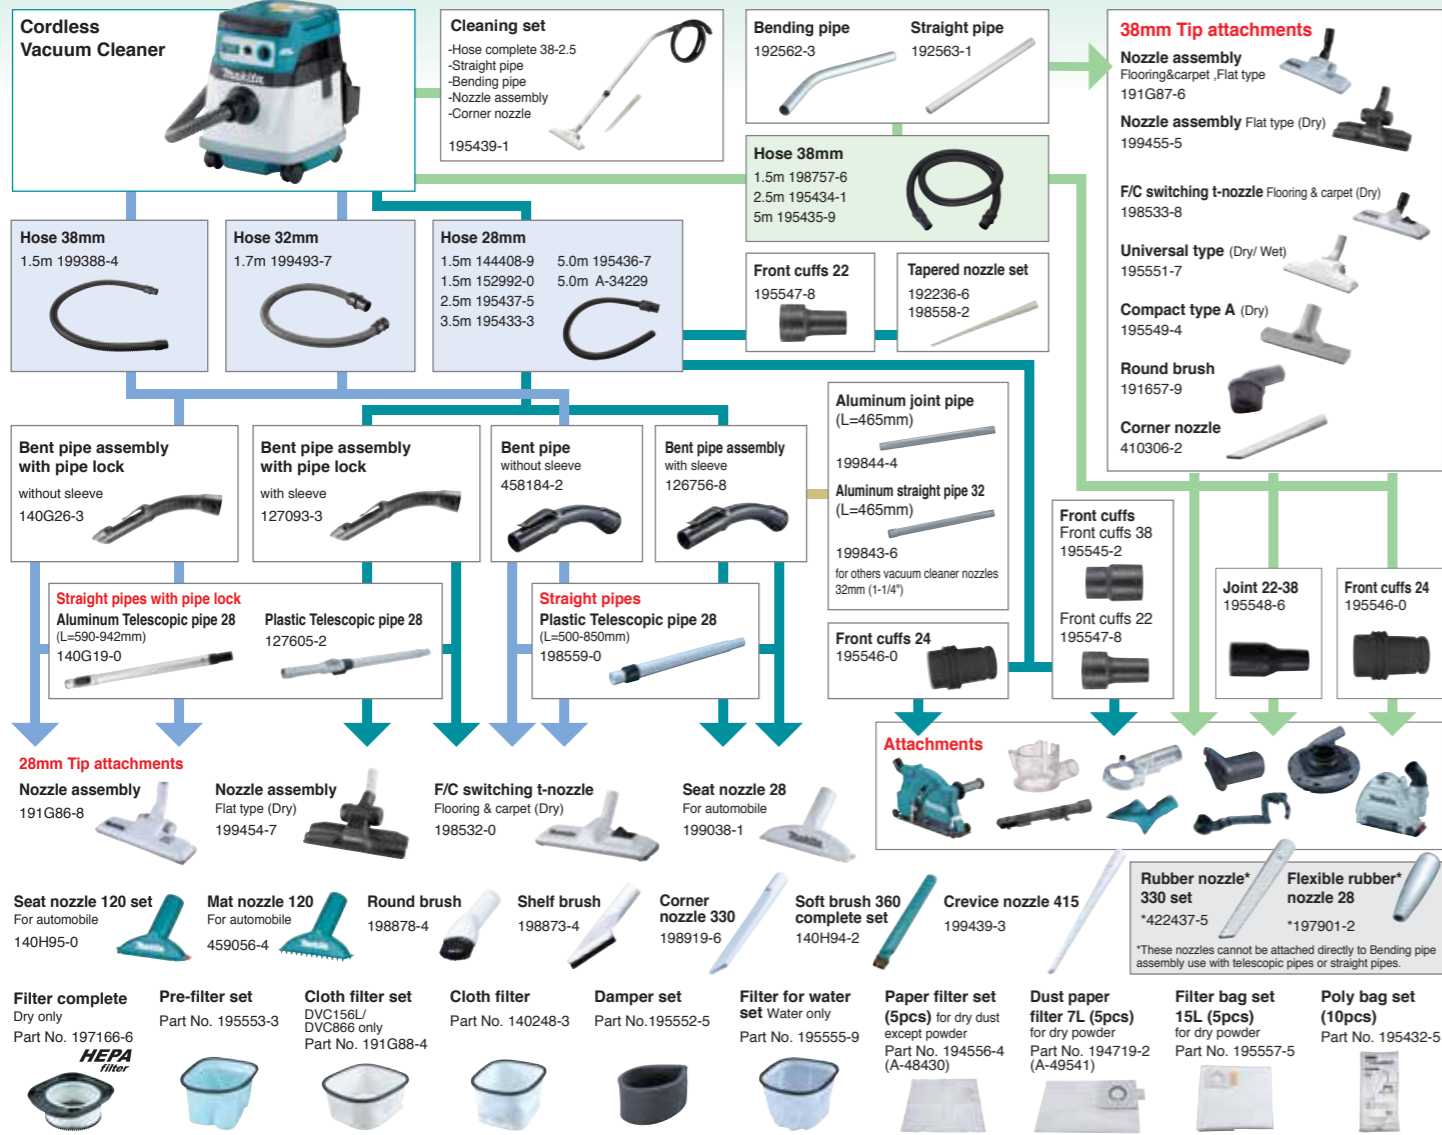 Cordless
Vacuum Cleaner
makita
Cleaning set
-Hose complete 38-2.5
-Straight pipe
-Bending pipe
-Nozzle assembly
-Corner nozzle
195439-1
Bending pipe
192562-3
Straight pipe
192563-1
Hose 38mm
1.5m 198757-6
2.5m 195434-1
5m 195435-9
38mm Tip attachments
Nozzle assembly
Flooring&carpet ,Flat type
191G87-6
Nozzle assembly Flat type (Dry)
199455-5
F/C switching t-nozzle Flooring & carpet (Dry)
198533-8
Universal type (Dry/ Wet)
195551-7
Compact type A (Dry)
195549-4
Round brush
191657-9
Corner nozzle
410306-2
Hose 38mm
1.5m 199388-4
Hose 32mm
1.7m 199493-7
Hose 28mm
1.5m 144408-9
1.5m 152992-0
2.5m 195437-5
3.5m 195433-3
5.0m 195436-7
5.0m A-34229
Front cuffs 22
195547-8
Tapered nozzle set
192236-6
198558-2
Bent pipe assembly
with pipe lock
without sleeve
140G26-3
Bent pipe assembly
with pipe lock
with sleeve
127093-3
Bent pipe
without sleeve
458184-2
Bent pipe assembly
with sleeve
126756-8
Aluminum joint pipe
(L=465mm)
199844-4
Aluminum straight pipe 32
(L=465mm)
199843-6
for others vacuum cleaner nozzles
32mm (1-1/4")
Front cuffs
Front cuffs 38
195545-2
Front cuffs 22
195547-8
Joint 22-38
195548-6
Front cuffs 24
195546-0
Straight pipes with pipe lock
Aluminum Telescopic pipe 28
(L=590-942mm)
140G19-0
Plastic Telescopic pipe 28
127605-2
Straight pipes
Plastic Telescopic pipe 28
(L=500-850mm)
198559-0
Front cuffs 24
195546-0
Attachments
28mm Tip attachments
Nozzle assembly
191G86-8
Nozzle assembly
Flat type (Dry)
199454-7
F/C switching t-nozzle
Flooring & carpet (Dry)
198532-0
Seat nozzle 28
For automobile
199038-1
Seat nozzle 120 set
For automobile
140H95-0
Mat nozzle 120
For automobile
459056-4
Round brush
198878-4
Shelf brush
198873-4
Corner
nozzle 330
198919-6
Soft brush 360
complete set
140H94-2
Crevice nozzle 415
199439-3
Rubber nozzle*
330 set
*422437-5
Flexible rubber*
nozzle 28
*197901-2
*These nozzles cannot be attached directly to Bending pipe
assembly use with telescopic pipes or straight pipes.
Filter complete
Dry only
Part No. 197166-6
HEPA
filter
Pre-filter set
Part No. 195553-3
Cloth filter set
DVC156L/
DVC866 only
Part No. 191G88-4
Cloth filter
Part No. 140248-3
Damper set
Part No.195552-5
Filter for water
set Water only
Part No. 195555-9
Paper filter set
(5pcs) for dry dust
except powder
Part No. 194556-4
(A-48430)
Dust paper
filter 7L (5pcs)
for dry powder
Part No. 194719-2
(A-49541)
Filter bag set
15L (5pcs)
for dry powder
Part No. 195557-5
Poly bag set
(10pcs)
Part No. 195432-5